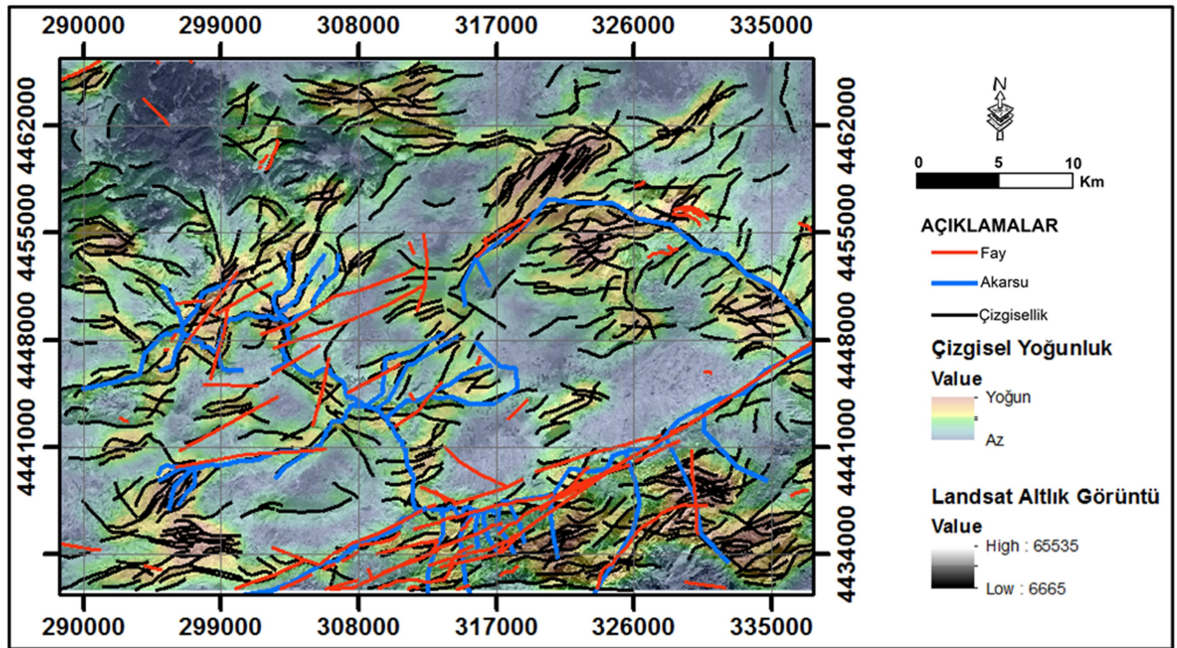 290000 299000 308000 317000 326000 335000
4462000
4455000
4448000
4441000
4462000
4455000
4448000
4441000
4434000
290000 299000 308000 317000 326000 335000
N
0 5 10
Km
AÇIKLAMALAR
Fay
Akarsu
Çizgisellik
Çizgisel Yoğunluk
Value
Yoğun
Az
Landsat Altlık Görüntü
Value
High : 65535
Low : 6665